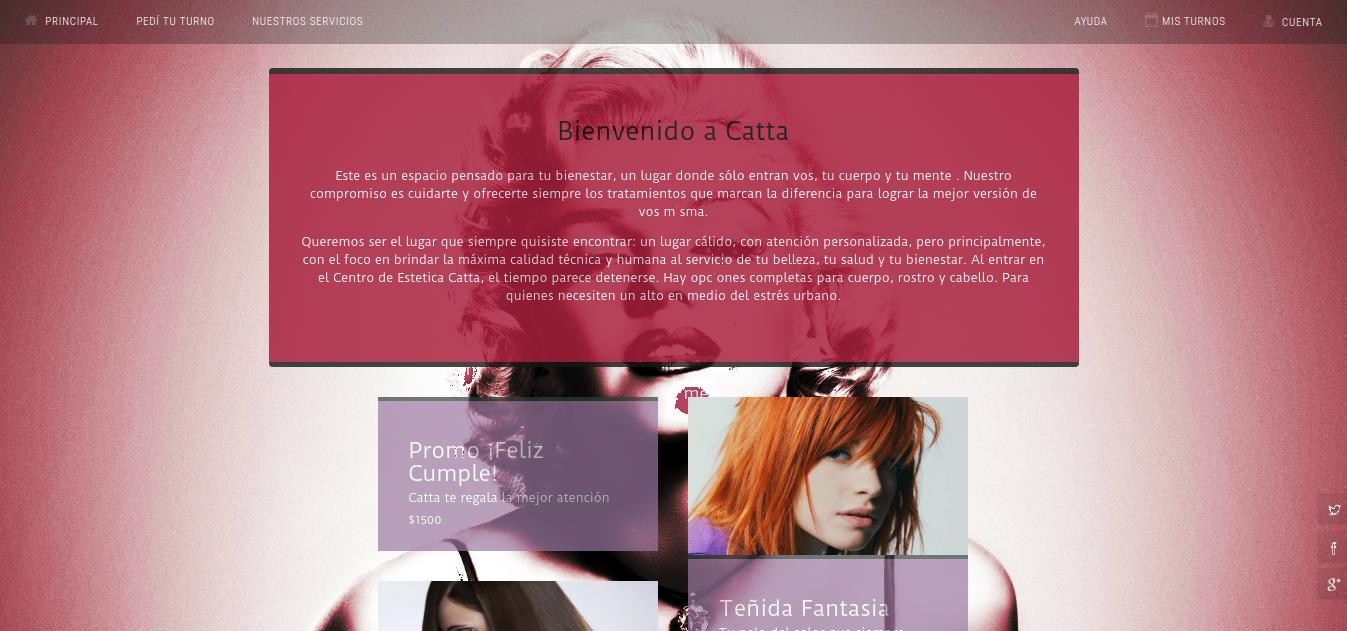 PRINCIPAL PEDÍ TU TURNO NUESTROS SERVICIOS AYUDA MIS TURNOS CUENTA
Bienvenido a Catta
Este es un espacio pensado para tu bienestar, un lugar donde sólo entran vos, tu cuerpo y tu mente . Nuestro
compromiso es cuidarte y ofrecerte siempre los tratamientos que marcan la diferencia para lograr la mejor versión de
vos m sma.
Queremos ser el lugar que siempre quisiste encontrar: un lugar cálido, con atención personalizada, pero principalmente,
con el foco en brindar la máxima calidad técnica y humana al servicio de tu belleza, tu salud y tu bienestar. Al entrar en
el Centro de Estetica Catta, el tiempo parece detenerse. Hay opc ones completas para cuerpo, rostro y cabello. Para
quienes necesiten un alto en medio del estrés urbano.
Promo ¡Feliz
Cumple!
Catta te regala la mejor atención
$1500
Teñida Fantasia
Tu pelo del color que siempre